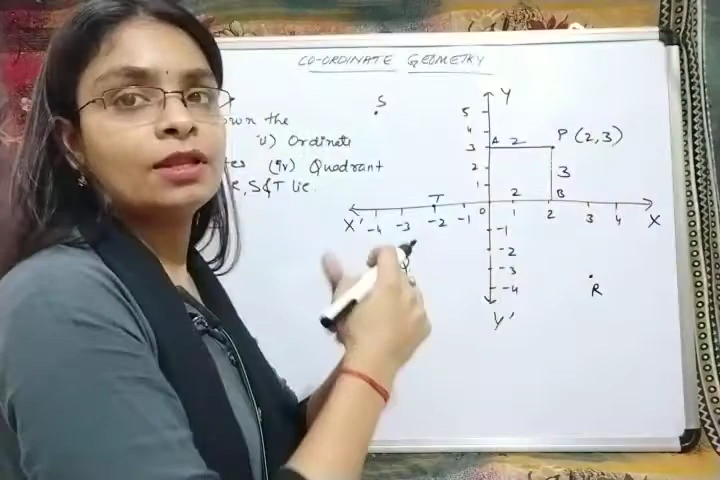 CO-ORDINATE GEOMETRY
own the
ii) Ordinate
tes (iv) Quadrant
R, S & T lie.
S
Y
5
4
3 A 2 P (2,3)
2 3
1
T 2 B
X' -4 -3 -2 -1 0 1 2 3 4 X
-1
-2
-3
-4 R
Y'